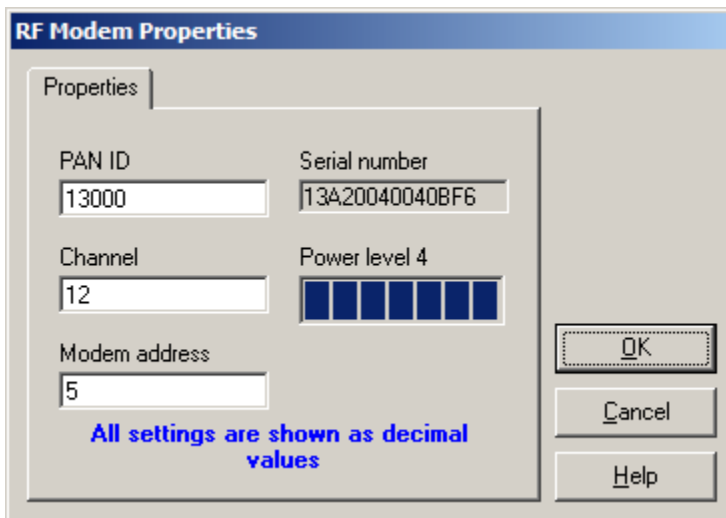 RF Modem Properties
Properties
PAN ID
13000
Serial number
13A20040040BF6
Channel
12
Power level 4
Modem address
5
All settings are shown as decimal
values
OK
Cancel
Help